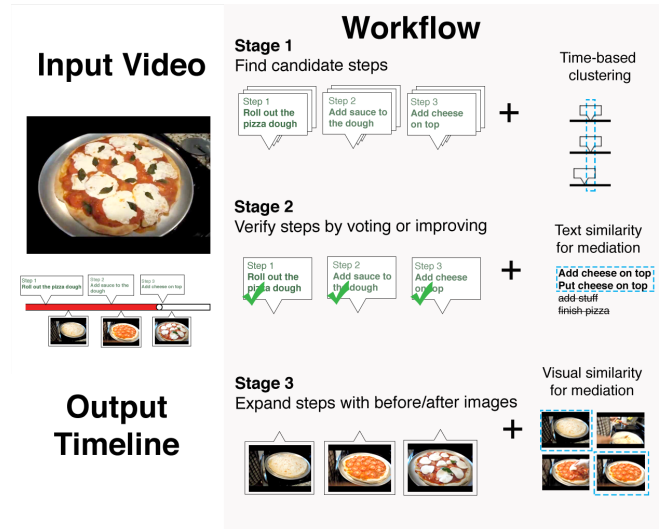 Input Video
Step 1
Roll out the pizza dough
Step 2
Add sauce to the
dough
Step 3
Add cheese on top
Output
Timeline
Workflow
Stage 1
Find candidate steps
Step 1
Roll out the
pizza dough
Step 2
Add sauce to
the dough
Step 3
Add cheese
on top
+
Time-based
clustering
Stage 2
Verify steps by voting or improving
Step 1
Roll out the
pizza dough
Step 2
Add sauce to
the dough
Step 3
Add cheese
on top
+
Text similarity
for mediation
Add cheese on top
Put cheese on top
add stuff
finish pizza
Stage 3
Expand steps with before/after images
+
Visual similarity
for mediation